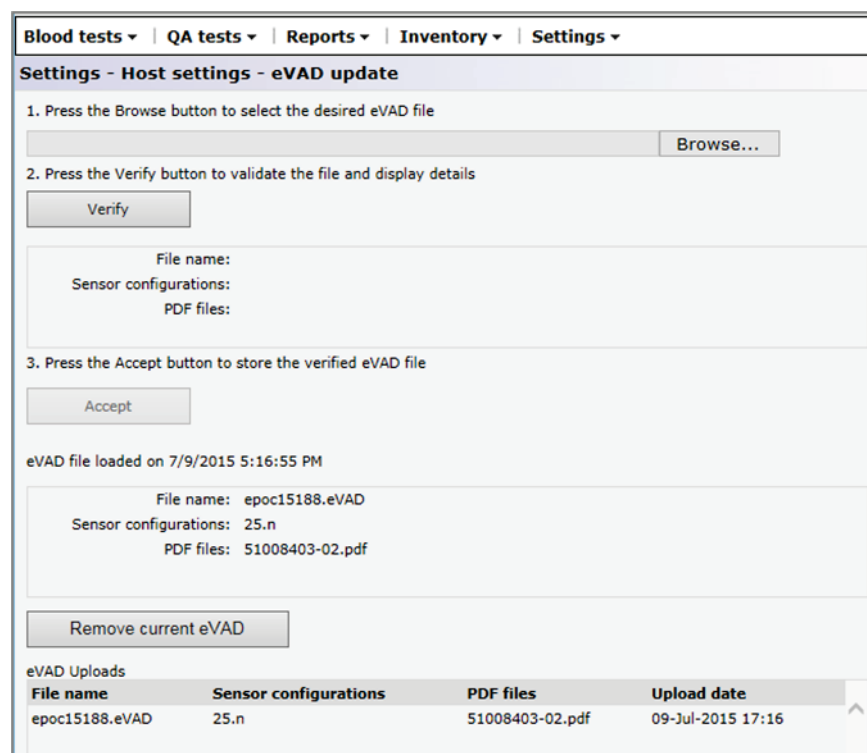 Blood tests | QA tests | Reports | Inventory | Settings
Settings - Host settings - eVAD update
1. Press the Browse button to select the desired eVAD file
Browse...
2. Press the Verify button to validate the file and display details
Verify
File name:
Sensor configurations:
PDF files:
3. Press the Accept button to store the verified eVAD file
Accept
eVAD file loaded on 7/9/2015 5:16:55 PM
File name: epoc15188.eVAD
Sensor configurations: 25.n
PDF files: 51008403-02.pdf
Remove current eVAD
eVAD Uploads
File name Sensor configurations PDF files Upload date
epoc15188.eVAD 25.n 51008403-02.pdf 09-Jul-2015 17:16